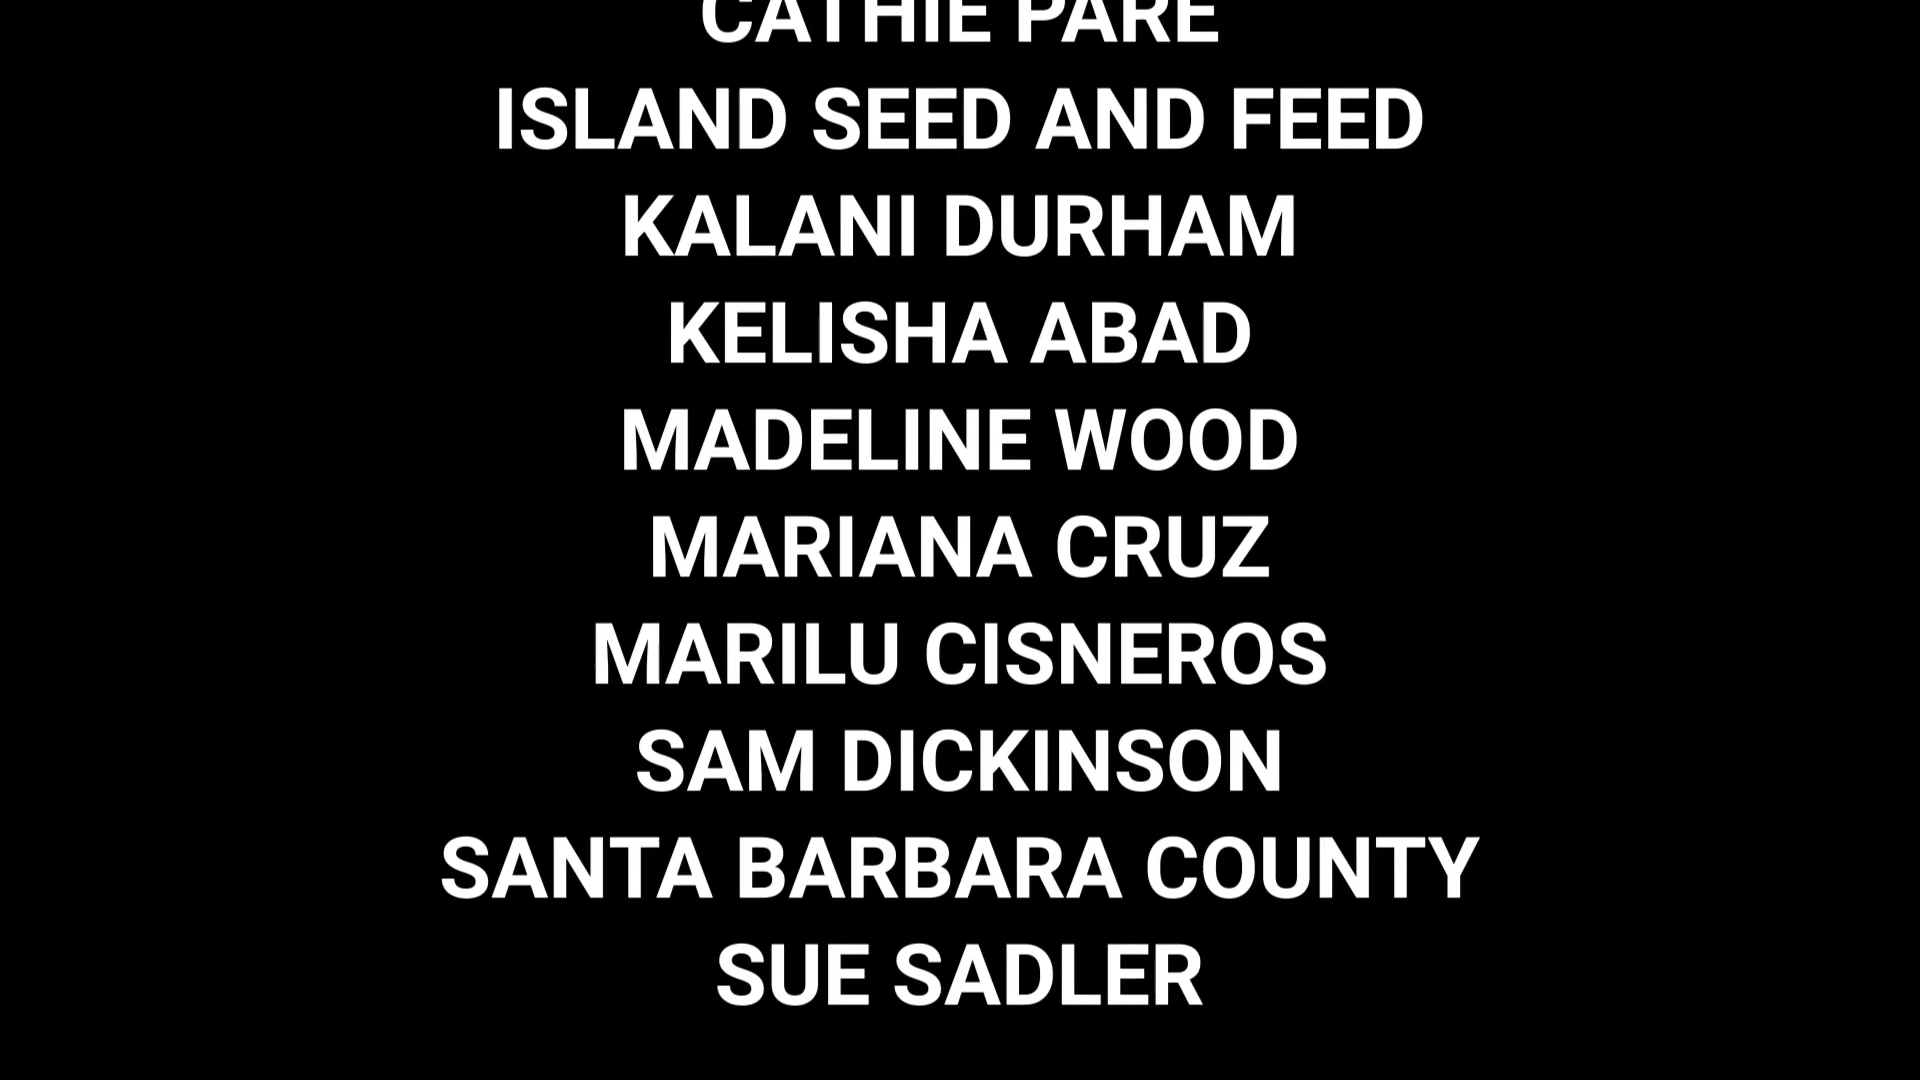 CATHIE PARE
ISLAND SEED AND FEED
KALANI DURHAM
KELISHA ABAD
MADELINE WOOD
MARIANA CRUZ
MARILU CISNEROS
SAM DICKINSON
SANTA BARBARA COUNTY
SUE SADLER